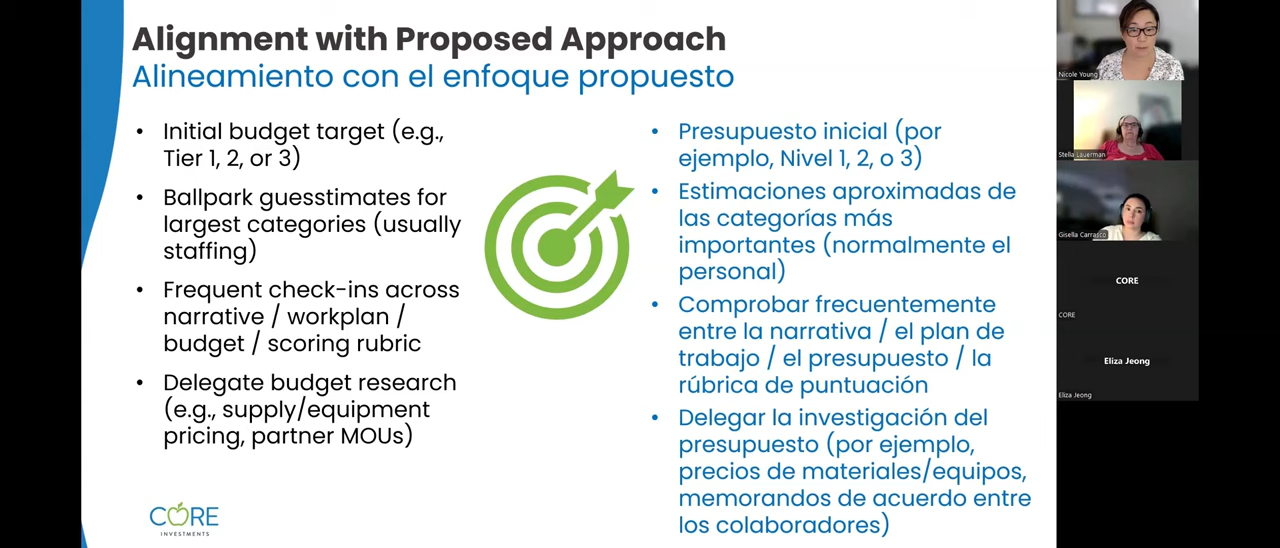 Alignment with Proposed Approach
Alineamiento con el enfoque propuesto
• Initial budget target (e.g.,
Tier 1, 2, or 3)
• Ballpark guesstimates for
largest categories (usually
staffing)
• Frequent check-ins across
narrative / workplan /
budget / scoring rubric
• Delegate budget research
(e.g., supply/equipment
pricing, partner MOUs)
• Presupuesto inicial (por
ejemplo, Nivel 1, 2, o 3)
• Estimaciones aproximadas de
las categorías más
importantes (normalmente el
personal)
• Comprobar frecuentemente
entre la narrativa / el plan de
trabajo / el presupuesto / la
rúbrica de puntuación
• Delegar la investigación del
presupuesto (por ejemplo,
precios de materiales/equipos,
memorandos de acuerdo entre
los colaboradores)
CORE
INVESTMENTS
Nicole Young
Stella Lauerman
Gisella Carrasco
CORE
CORE
Eliza Jeong
Eliza Jeong